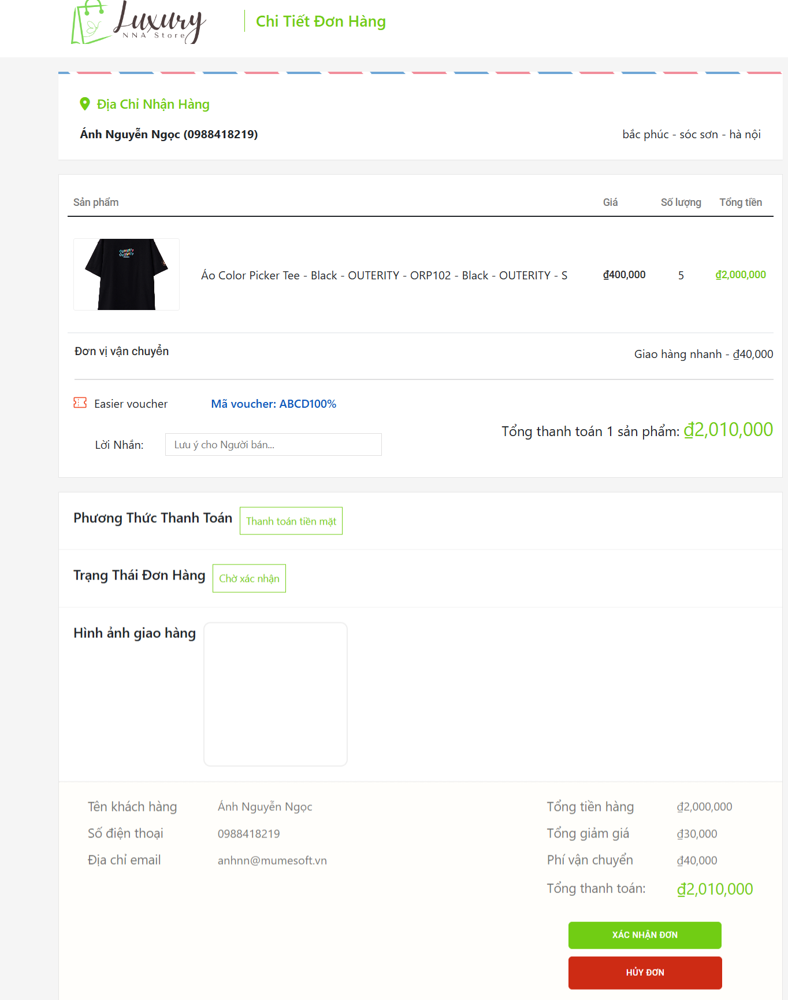 Luxury
NNA Store
Chi Tiết Đơn Hàng
Địa Chỉ Nhận Hàng
Ánh Nguyễn Ngọc (0988418219)
bắc phúc - sóc sơn - hà nội
Sản phẩm Giá Số lượng Tổng tiền
OUTERITY
OUTERITY
Áo Color Picker Tee - Black - OUTERITY - ORP102 - Black - OUTERITY - S ₫400,000 5 ₫2,000,000
Đơn vị vận chuyển
Giao hàng nhanh - ₫40,000
Easier voucher Mã voucher: ABCD100%
Tổng thanh toán 1 sản phẩm: ₫2,010,000
Lời Nhắn: Lưu ý cho Người bán...
Phương Thức Thanh Toán Thanh toán tiền mặt
Trạng Thái Đơn Hàng Chờ xác nhận
Hình ảnh giao hàng
Tên khách hàng Ánh Nguyễn Ngọc
Số điện thoại 0988418219
Địa chỉ email anhnn@mumesoft.vn
Tổng tiền hàng ₫2,000,000
Tổng giảm giá ₫30,000
Phí vận chuyển ₫40,000
Tổng thanh toán: ₫2,010,000
XÁC NHẬN ĐƠN
HỦY ĐƠN